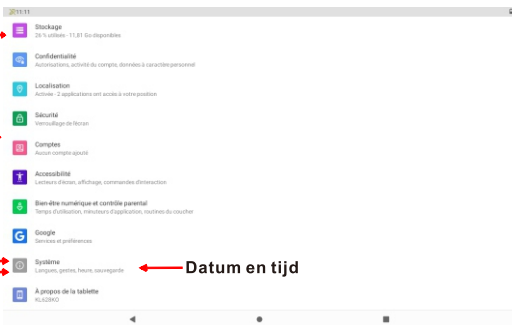 11:11
Stockage
26 % utilisés - 11,81 Go disponibles
Confidentialité
Autorisations, activité du compte, données à caractère personnel
Localisation
Activée - 2 applications ont accès à votre position
Sécurité
Verrouillage de l'écran
Comptes
Aucun compte ajouté
Accessibilité
Lecteurs d'écran, affichage, commandes d'interaction
Bien-être numérique et contrôle parental
Temps d'utilisation, minuteurs d'application, routines du coucher
Google
Services et préférences
Système
Langues, gestes, heure, sauvegarde
Datum en tijd
À propos de la tablette
KL628KO